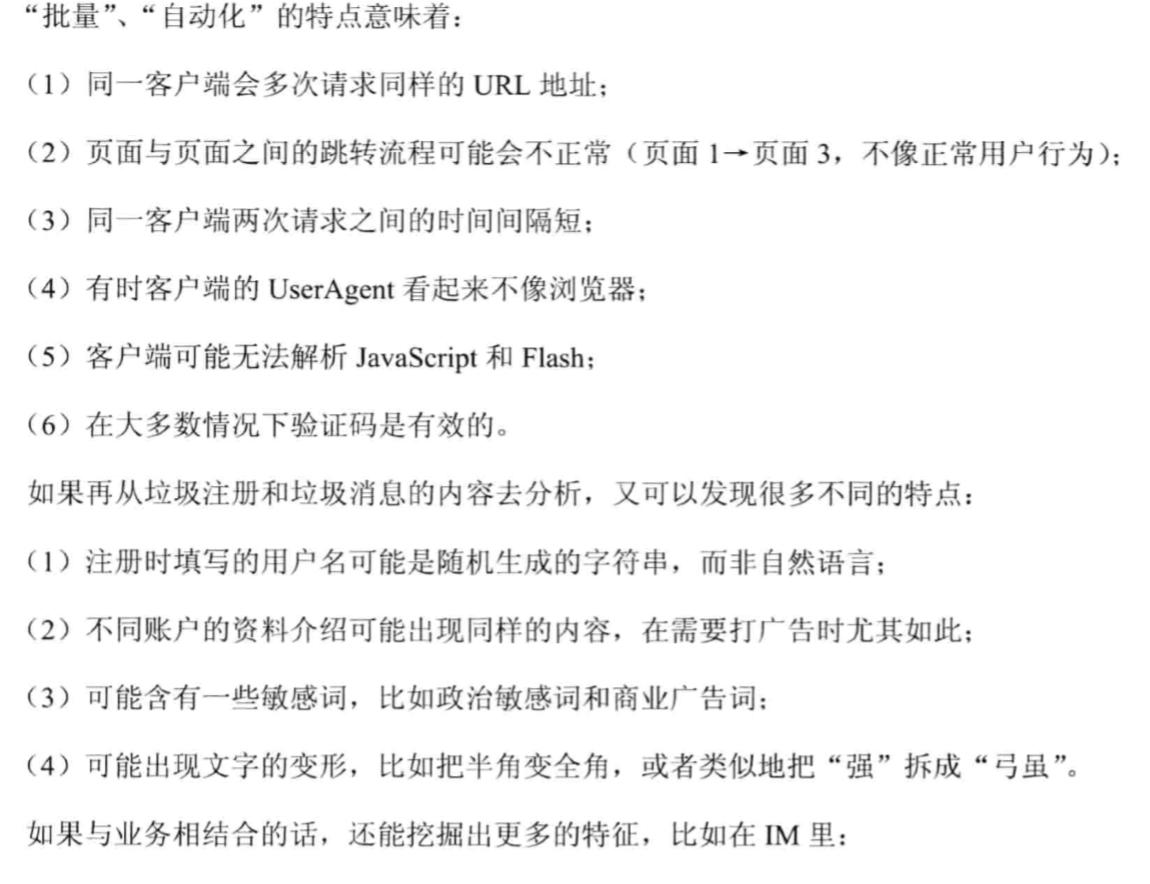 “批量”、“自动化”的特点意味着：
（1）同一客户端会多次请求同样的 URL 地址；
（2）页面与页面之间的跳转流程可能会不正常（页面 1→页面 3，不像正常用户行为）；
（3）同一客户端两次请求之间的时间间隔短；
（4）有时客户端的 UserAgent 看起来不像浏览器；
（5）客户端可能无法解析 JavaScript 和 Flash；
（6）在大多数情况下验证码是有效的。
如果再从垃圾注册和垃圾消息的内容去分析，又可以发现很多不同的特点：
（1）注册时填写的用户名可能是随机生成的字符串，而非自然语言；
（2）不同账户的资料介绍可能出现同样的内容，在需要打广告时尤其如此；
（3）可能含有一些敏感词，比如政治敏感词和商业广告词；
（4）可能出现文字的变形，比如把半角变全角，或者类似地把“强”拆成“弓虽”。
如果与业务相结合的话，还能挖掘出更多的特征，比如在 IM 里：